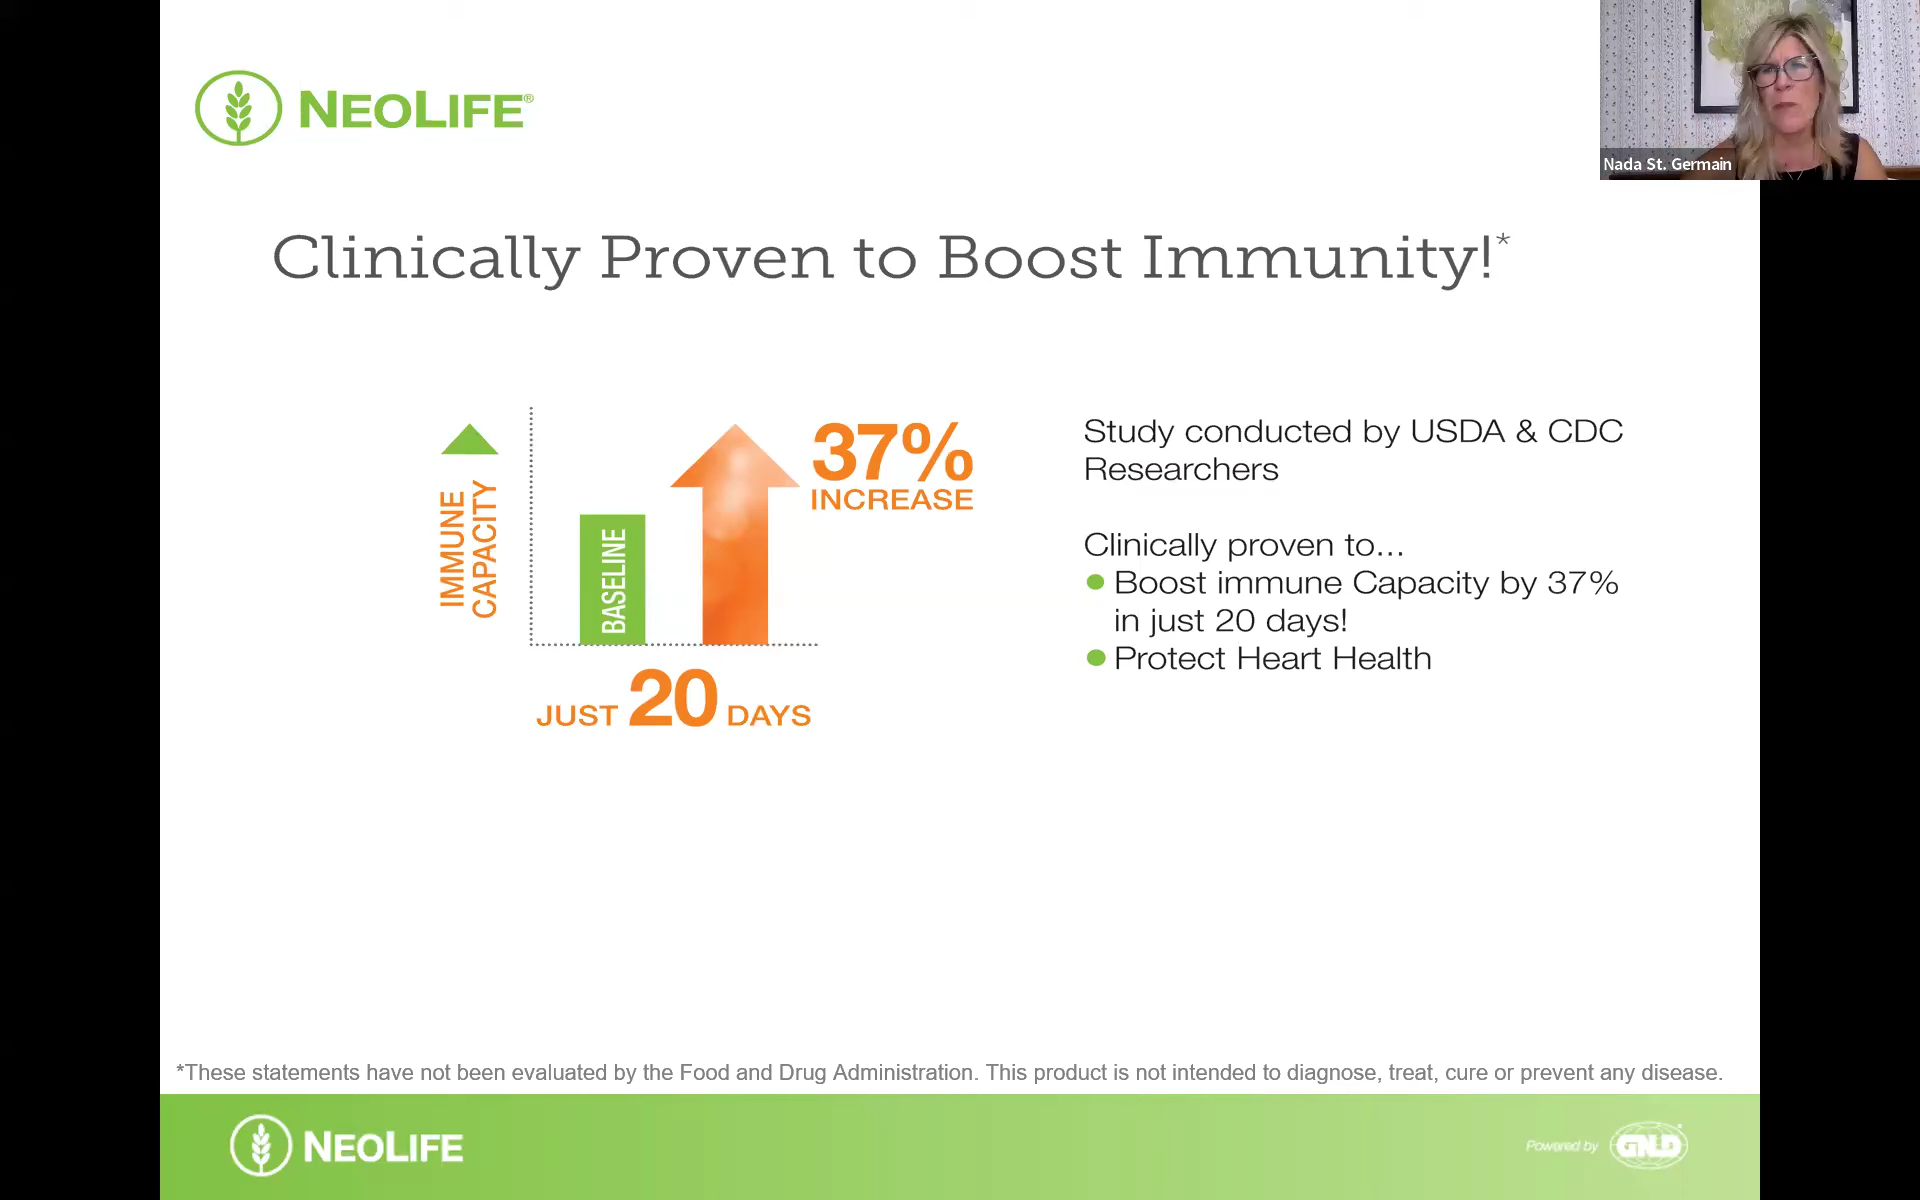 NEOLIFE®
Nada St. Germain
Clinically Proven to Boost Immunity!*
IMMUNE
CAPACITY
BASELINE
37%
INCREASE
JUST 20 DAYS
Study conducted by USDA & CDC
Researchers
Clinically proven to...
● Boost immune Capacity by 37%
in just 20 days!
● Protect Heart Health
*These statements have not been evaluated by the Food and Drug Administration. This product is not intended to diagnose, treat, cure or prevent any disease.
NEOLIFE
Powered by GNLD